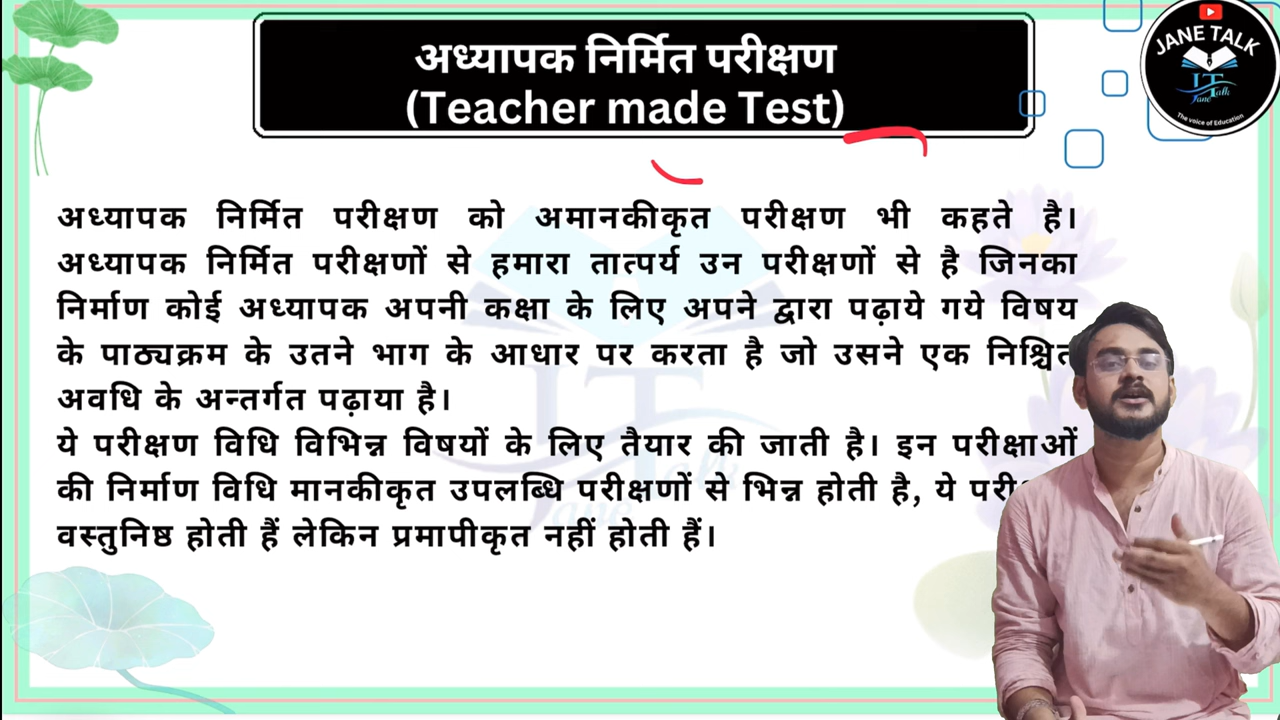 अध्यापक निर्मित परीक्षण
(Teacher made Test)
JANE TALK
JT
Jane Talk
The voice of Education
अध्यापक निर्मित परीक्षण को अमानकीकृत परीक्षण भी कहते है।
अध्यापक निर्मित परीक्षणों से हमारा तात्पर्य उन परीक्षणों से है जिनका
निर्माण कोई अध्यापक अपनी कक्षा के लिए अपने द्वारा पढ़ाये गये विषय
के पाठ्यक्रम के उतने भाग के आधार पर करता है जो उसने एक निश्चित
अवधि के अन्तर्गत पढ़ाया है।
ये परीक्षण विधि विभिन्न विषयों के लिए तैयार की जाती है। इन परीक्षाओं
की निर्माण विधि मानकीकृत उपलब्धि परीक्षणों से भिन्न होती है, ये
वस्तुनिष्ठ होती हैं लेकिन प्रमापीकृत नहीं होती हैं।